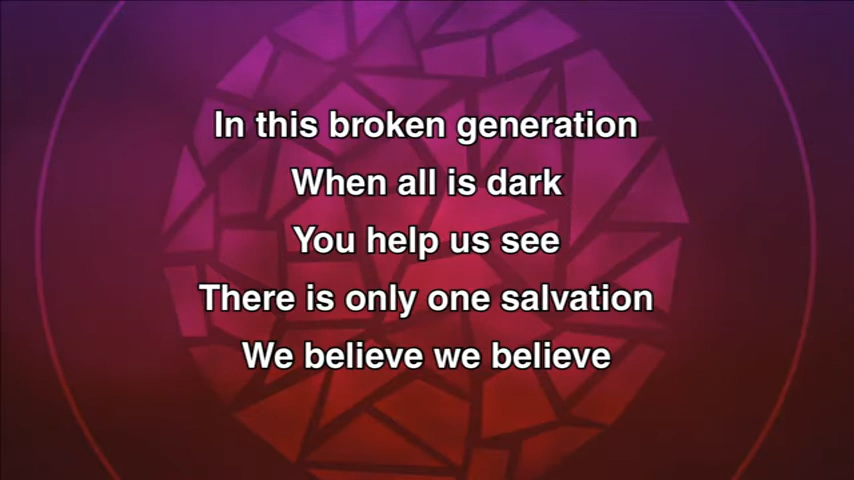 In this broken generation
When all is dark
You help us see
There is only one salvation
We believe we believe